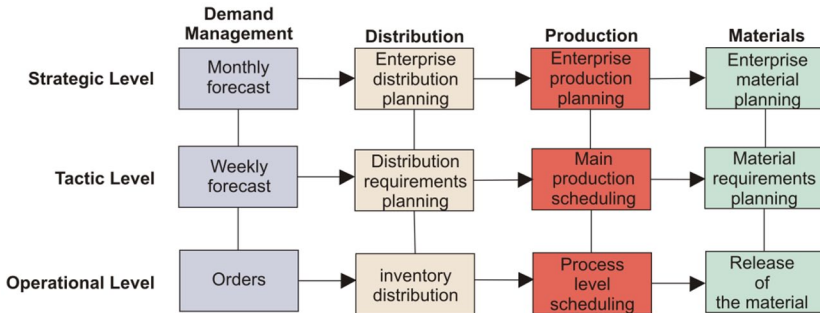 Demand
Management
Distribution
Production
Materials
Strategic Level
Monthly
forecast
Enterprise
distribution
planning
Enterprise
production
planning
Enterprise
material
planning
Tactic Level
Weekly
forecast
Distribution
requirements
planning
Main
production
scheduling
Material
requirements
planning
Operational Level
Orders
inventory
distribution
Process
level
scheduling
Release
of
the material